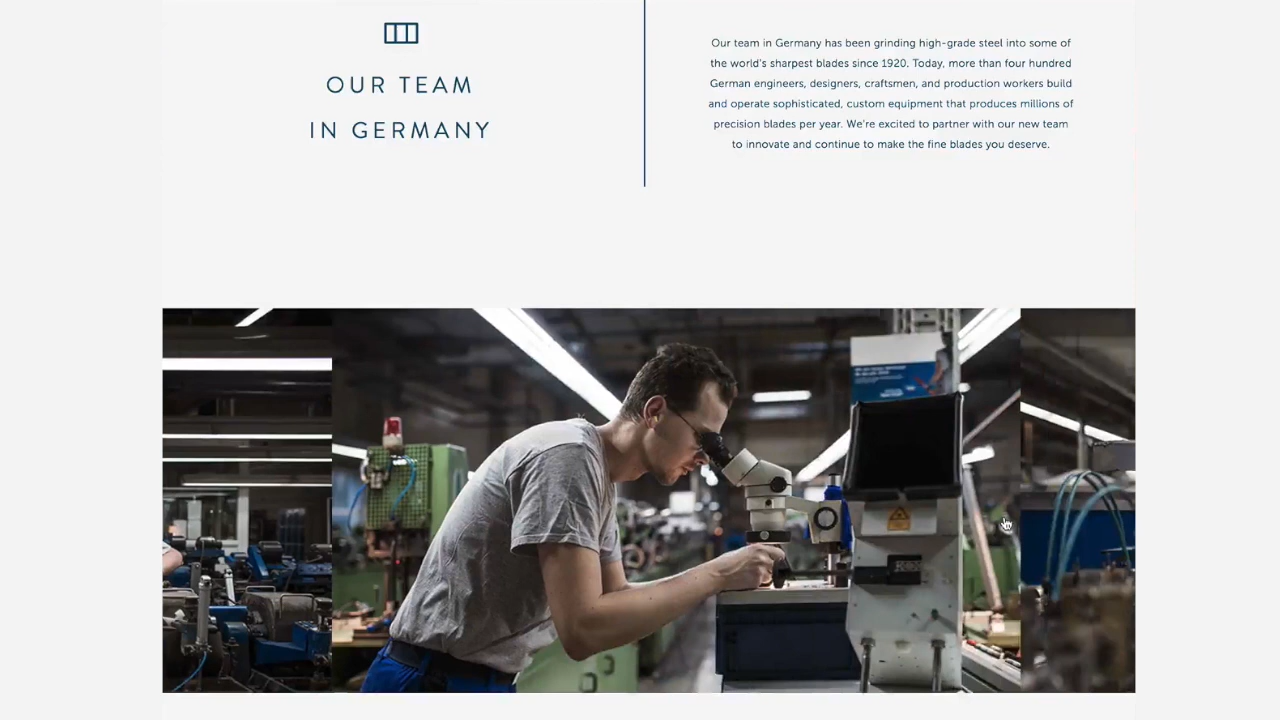 OUR TEAM
IN GERMANY
Our team in Germany has been grinding high-grade steel into some of
the world's sharpest blades since 1920. Today, more than four hundred
German engineers, designers, craftsmen, and production workers build
and operate sophisticated, custom equipment that produces millions of
precision blades per year. We're excited to partner with our new team
to innovate and continue to make the fine blades you deserve.